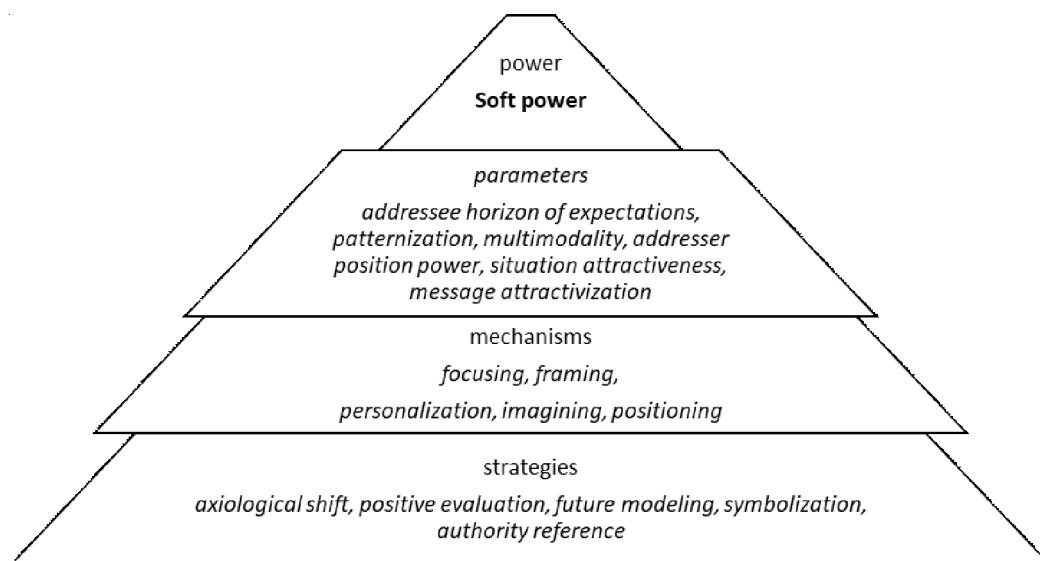 power
Soft power
parameters
addressee horizon of expectations,
patternization, multimodality, addresser
position power, situation attractiveness,
message attractivization
mechanisms
focusing, framing,
personalization, imagining, positioning
strategies
axiological shift, positive evaluation, future modeling, symbolization,
authority reference